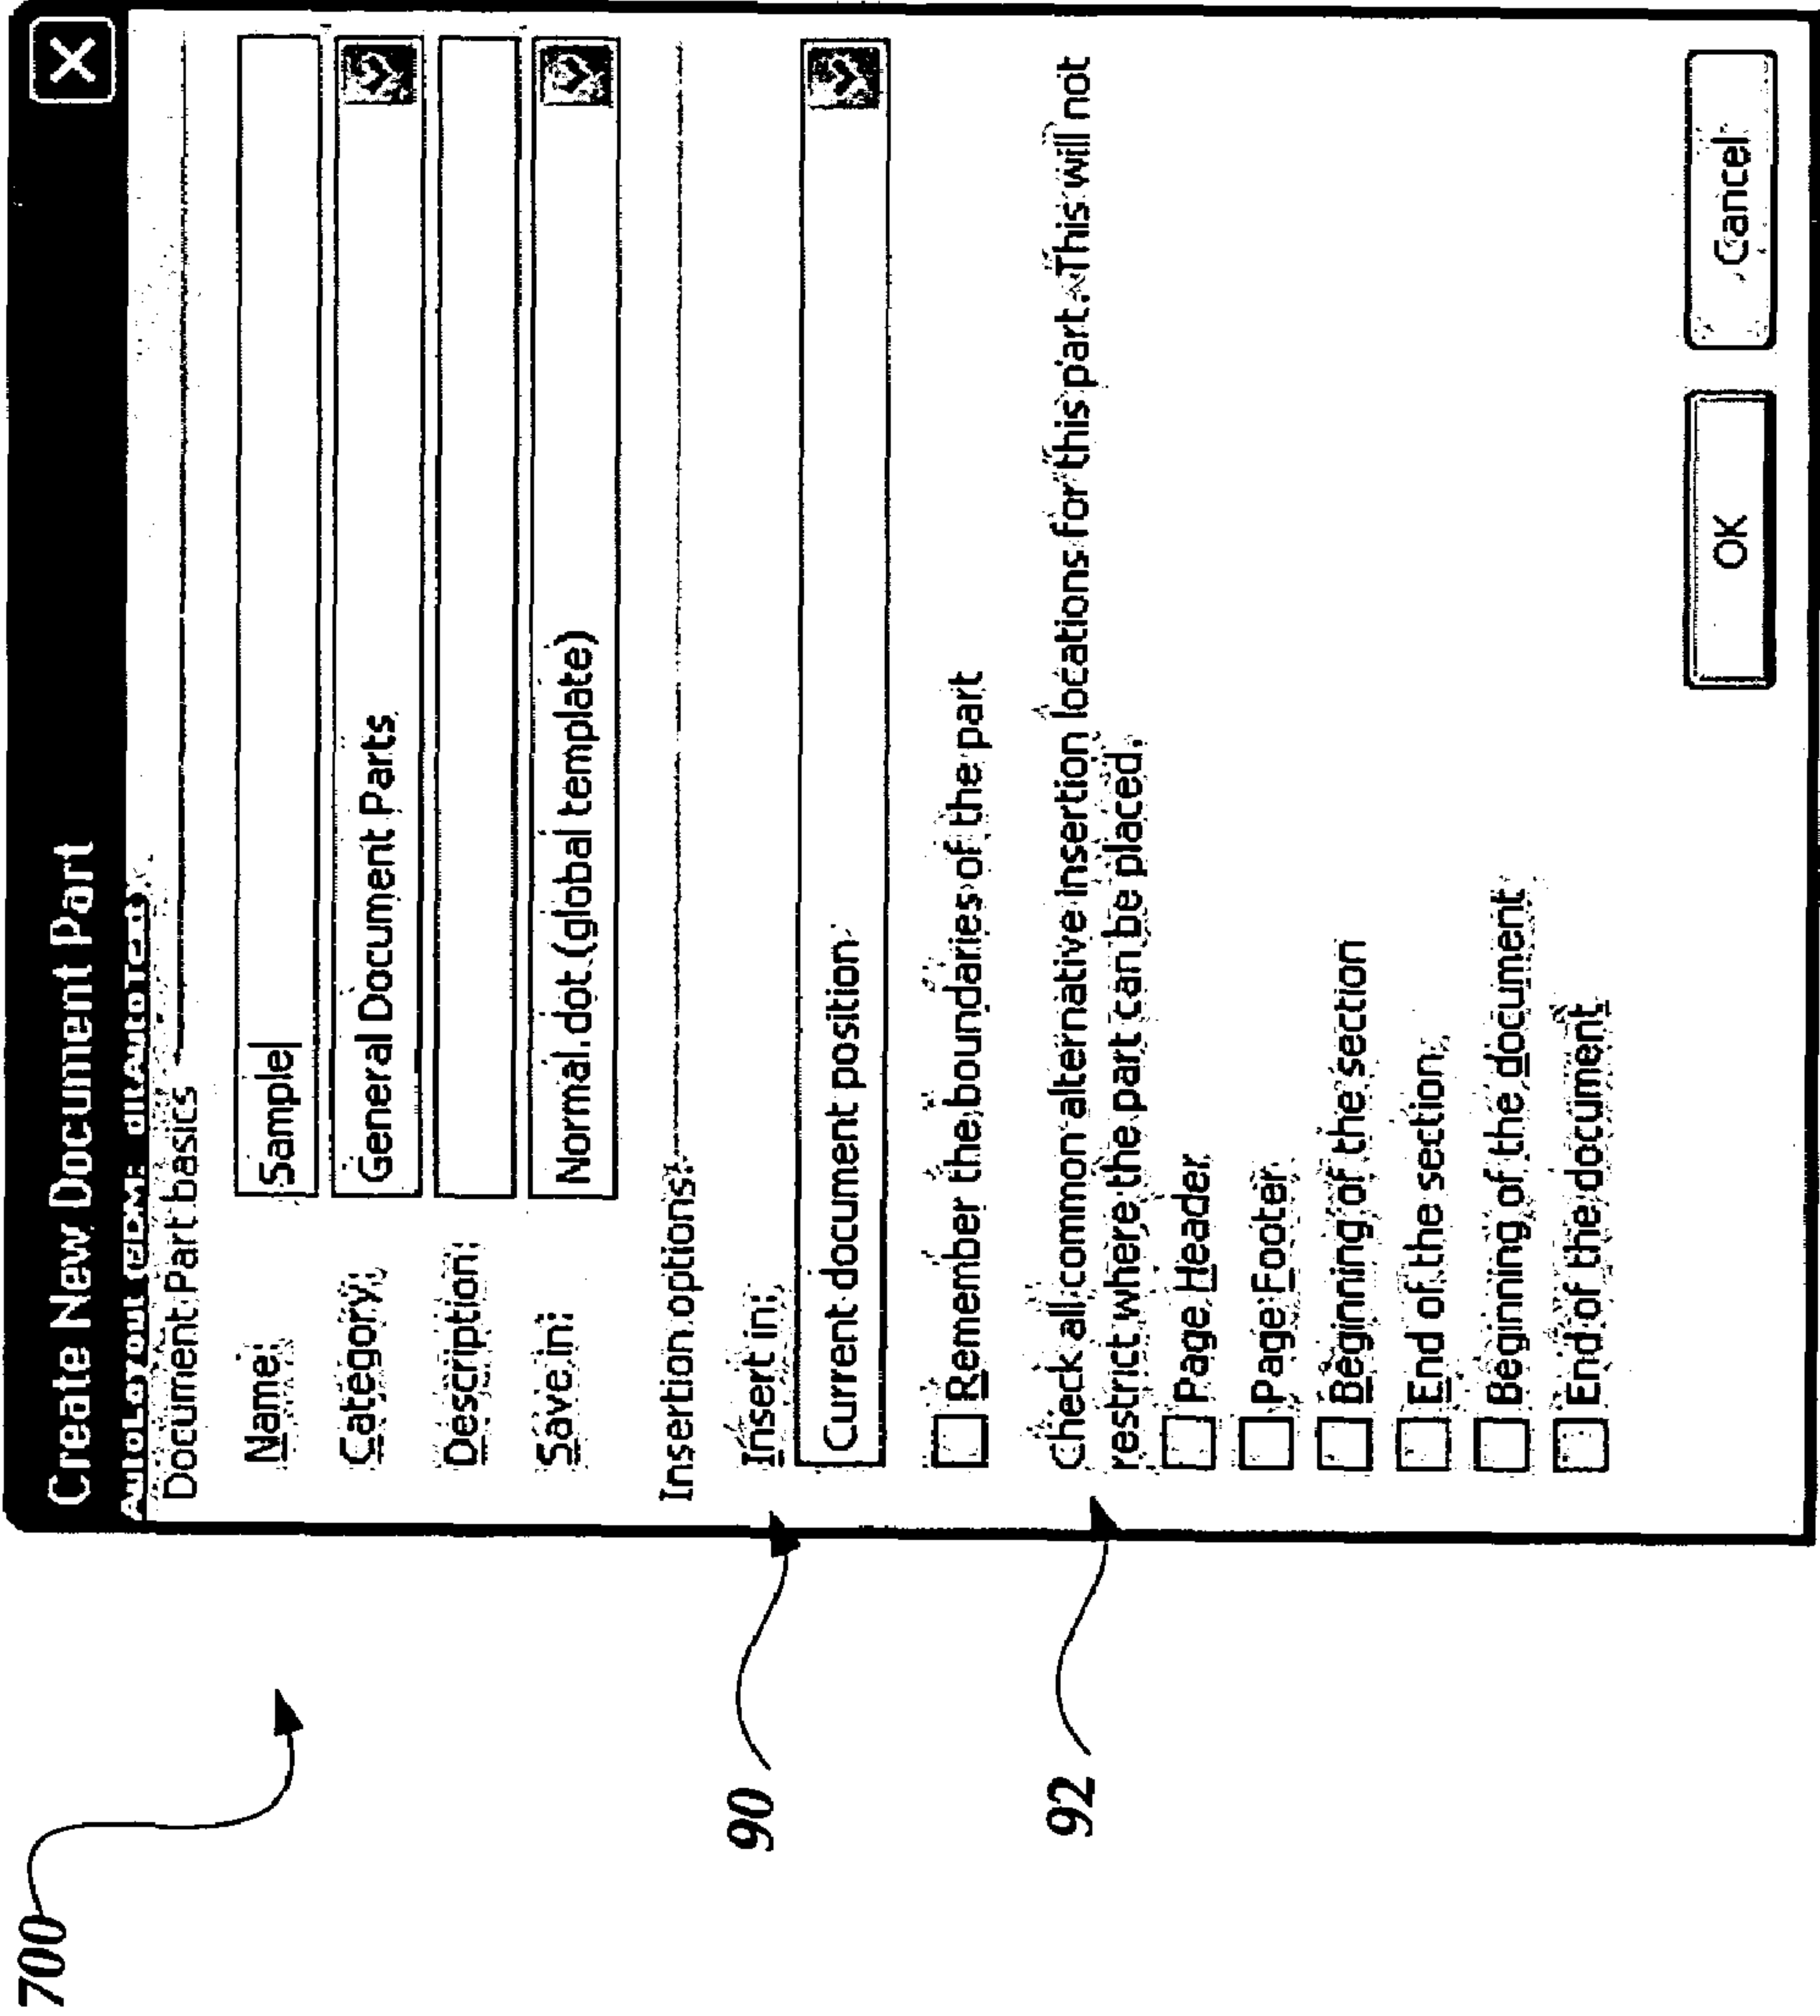 700
Create New Document Part
Document Part basics
Name:
Sample
Category:
General Document Parts
Description:
Save in:
Normal.dot (global template)
Insertion options:
90
Insert in:
Current document position
Remember the boundaries of the part
92
Check all common alternative insertion locations for this part. This will not
restrict where the part can be placed.
Page Header
Page Footer
Beginning of the section
End of the section
Beginning of the document
End of the document
OK
Cancel